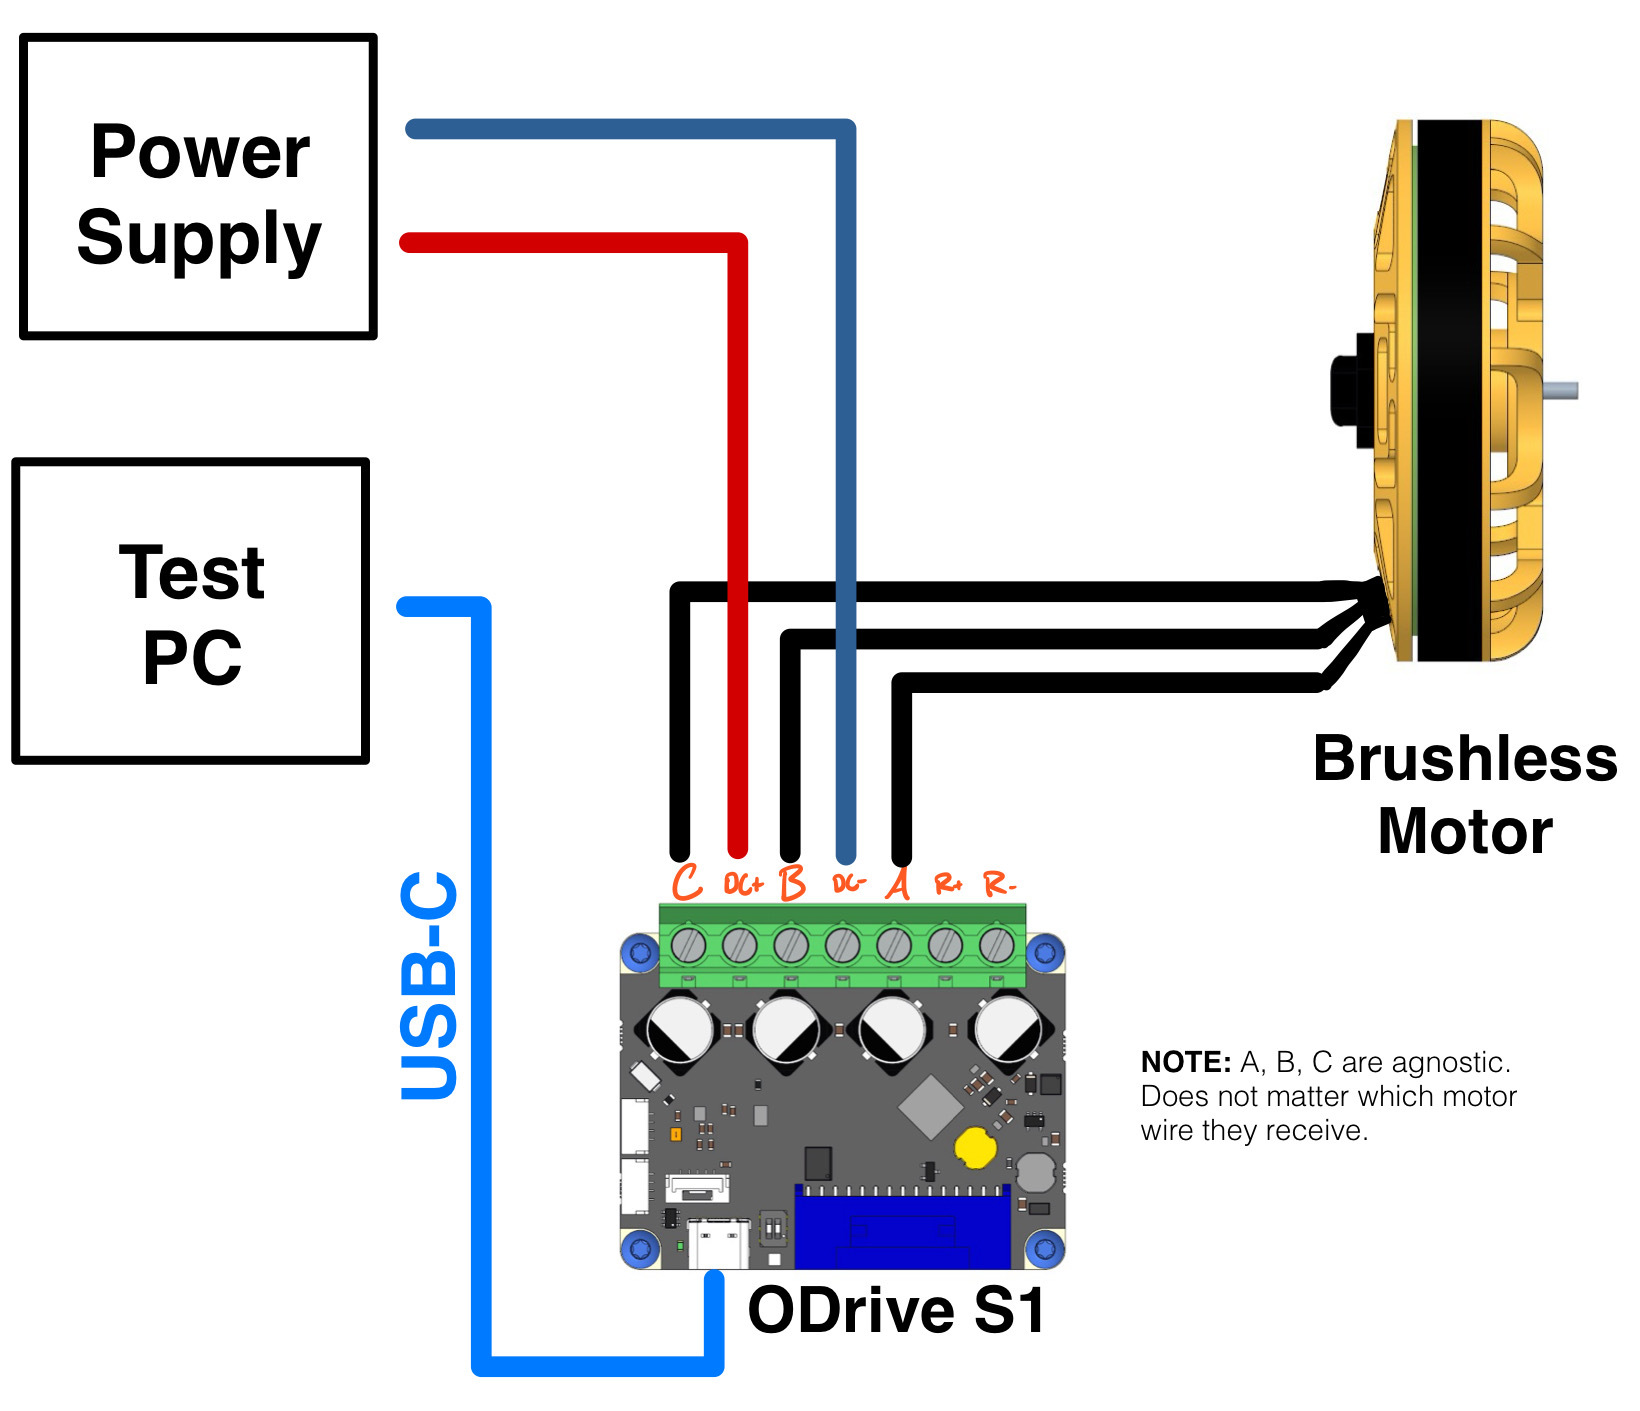 Power
Supply
Test
PC
Brushless
Motor
USB-C
C DC+ B DC- A R+ R-
NOTE: A, B, C are agnostic.
Does not matter which motor
wire they receive.
ODrive S1